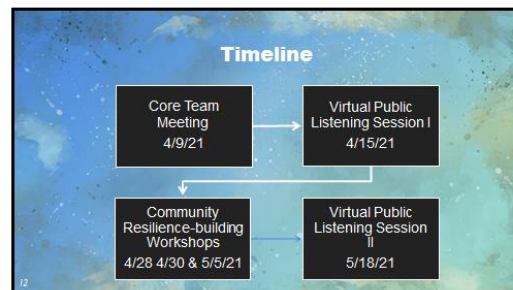 Timeline
Core Team
Meeting
4/9/21
Virtual Public
Listening Session I
4/15/21
Community
Resilience-building
Workshops
4/28 4/30 & 5/5/21
Virtual Public
Listening Session
II
5/18/21
12